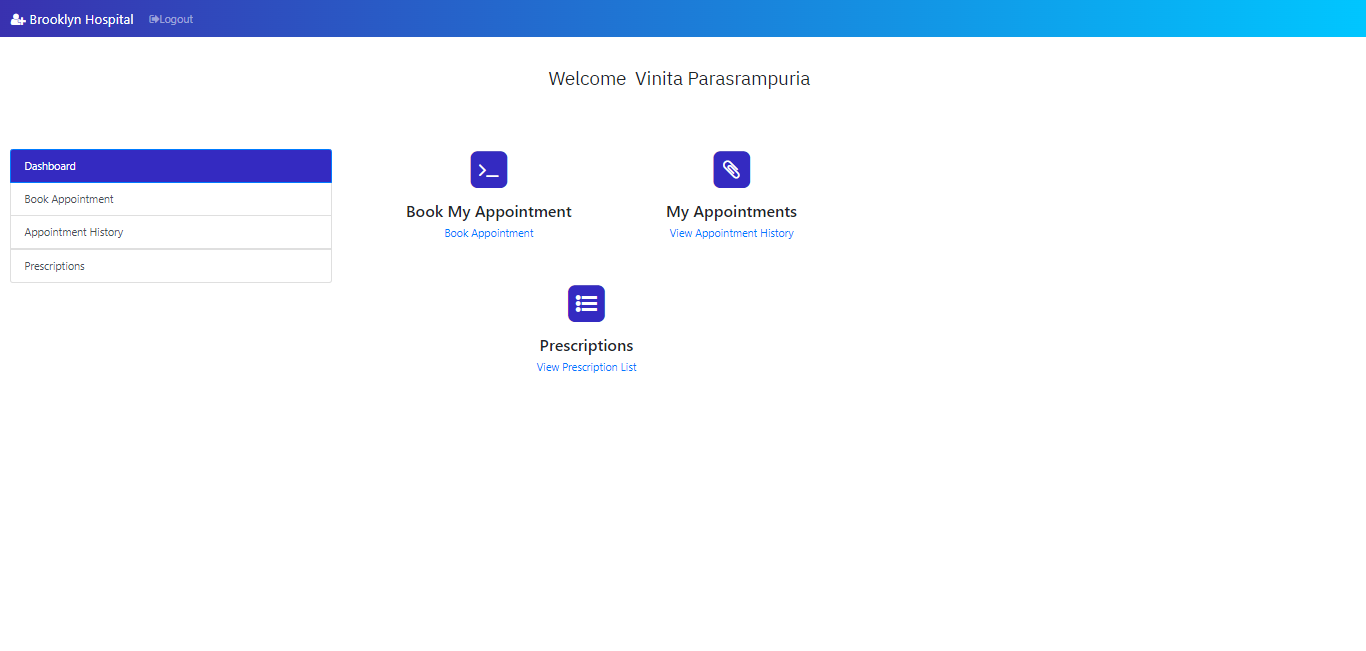 Brooklyn Hospital Logout
Welcome Vinita Parasrampuria
Dashboard
Book Appointment
Appointment History
Prescriptions
Book My Appointment
Book Appointment
My Appointments
View Appointment History
Prescriptions
View Prescription List